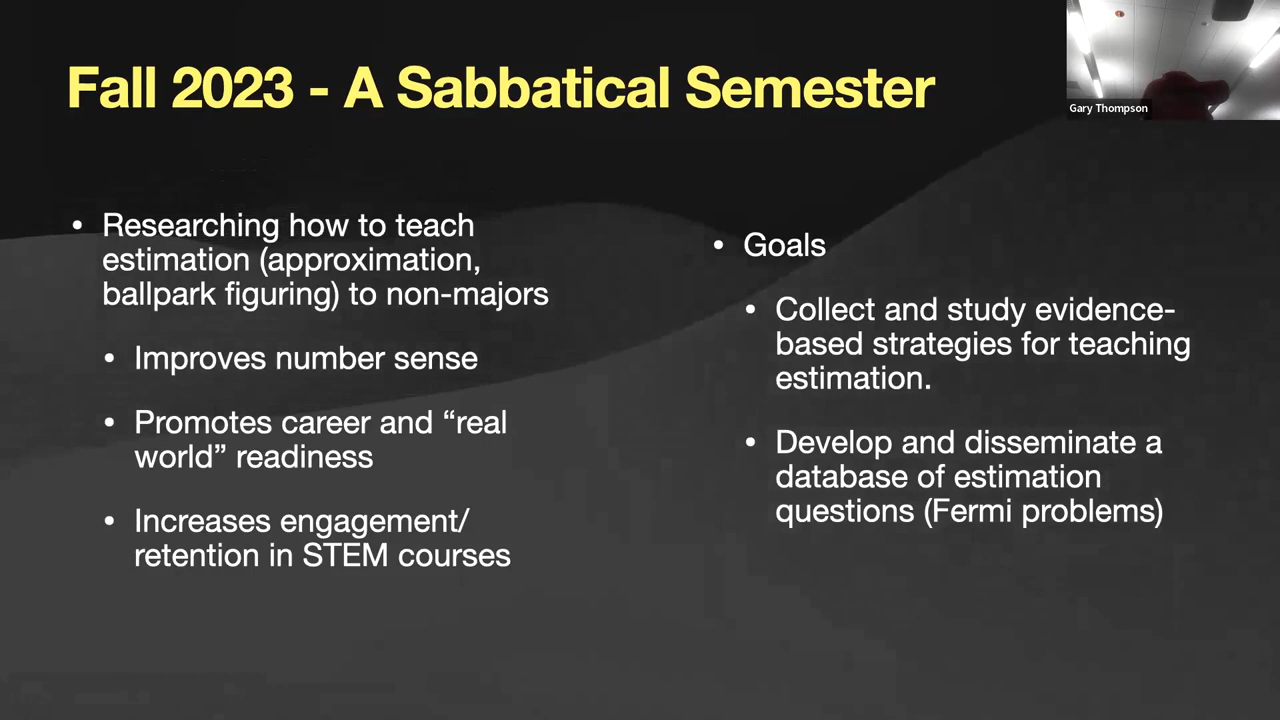 Fall 2023 - A Sabbatical Semester
Gary Thompson
• Researching how to teach
estimation (approximation,
ballpark figuring) to non-majors
• Improves number sense
• Promotes career and “real
world” readiness
• Increases engagement/
retention in STEM courses
• Goals
• Collect and study evidence-
based strategies for teaching
estimation.
• Develop and disseminate a
database of estimation
questions (Fermi problems)